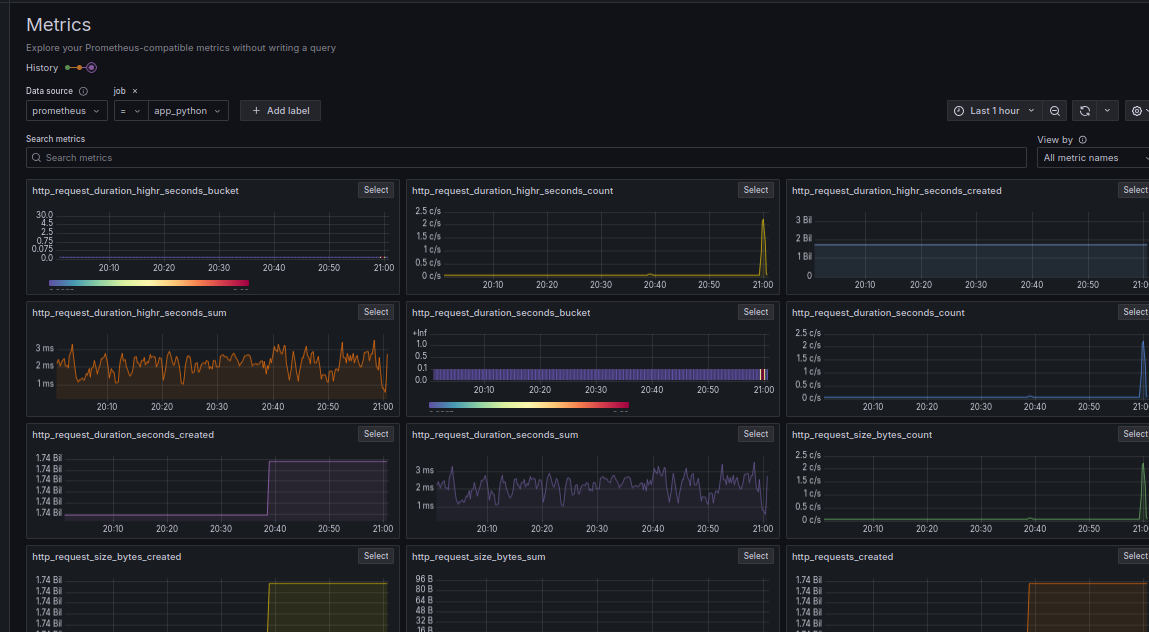 Metrics
Explore your Prometheus-compatible metrics without writing a query
History
Data source job ×
prometheus = app_python + Add label Last 1 hour
Search metrics View by
Search metrics All metric names
http_request_duration_highr_seconds_bucket Select http_request_duration_highr_seconds_count Select http_request_duration_highr_seconds_created Select
30.0
4.5
2.5
0.75
0.075
0.0
20:10 20:20 20:30 20:40 20:50 21:00
2.5 c/s
2 c/s
1.5 c/s
1 c/s
0.5 c/s
0 c/s
20:10 20:20 20:30 20:40 20:50 21:00
3 Bil
2 Bil
1 Bil
0
20:10 20:20 20:30 20:40 20:50 21:0
http_request_duration_highr_seconds_sum Select http_request_duration_seconds_bucket Select http_request_duration_seconds_count Select
3 ms
2 ms
1 ms
20:10 20:20 20:30 20:40 20:50 21:00
+Inf
1.0
0.5
0.1
0.0
20:10 20:20 20:30 20:40 20:50 21:00
2.5 c/s
2 c/s
1.5 c/s
1 c/s
0.5 c/s
0 c/s
20:10 20:20 20:30 20:40 20:50 21:0
http_request_duration_seconds_created Select http_request_duration_seconds_sum Select http_request_size_bytes_count Select
1.74 Bil
1.74 Bil
1.74 Bil
1.74 Bil
1.74 Bil
1.74 Bil
20:10 20:20 20:30 20:40 20:50 21:00
3 ms
2 ms
1 ms
20:10 20:20 20:30 20:40 20:50 21:00
2.5 c/s
2 c/s
1.5 c/s
1 c/s
0.5 c/s
0 c/s
20:10 20:20 20:30 20:40 20:50 21:0
http_request_size_bytes_created Select http_request_size_bytes_sum Select http_requests_created Select
1.74 Bil
1.74 Bil
1.74 Bil
1.74 Bil
1.74 Bil
96 B
80 B
64 B
48 B
32 B
16 B
1.74 Bil
1.74 Bil
1.74 Bil
1.74 Bil
1.74 Bil